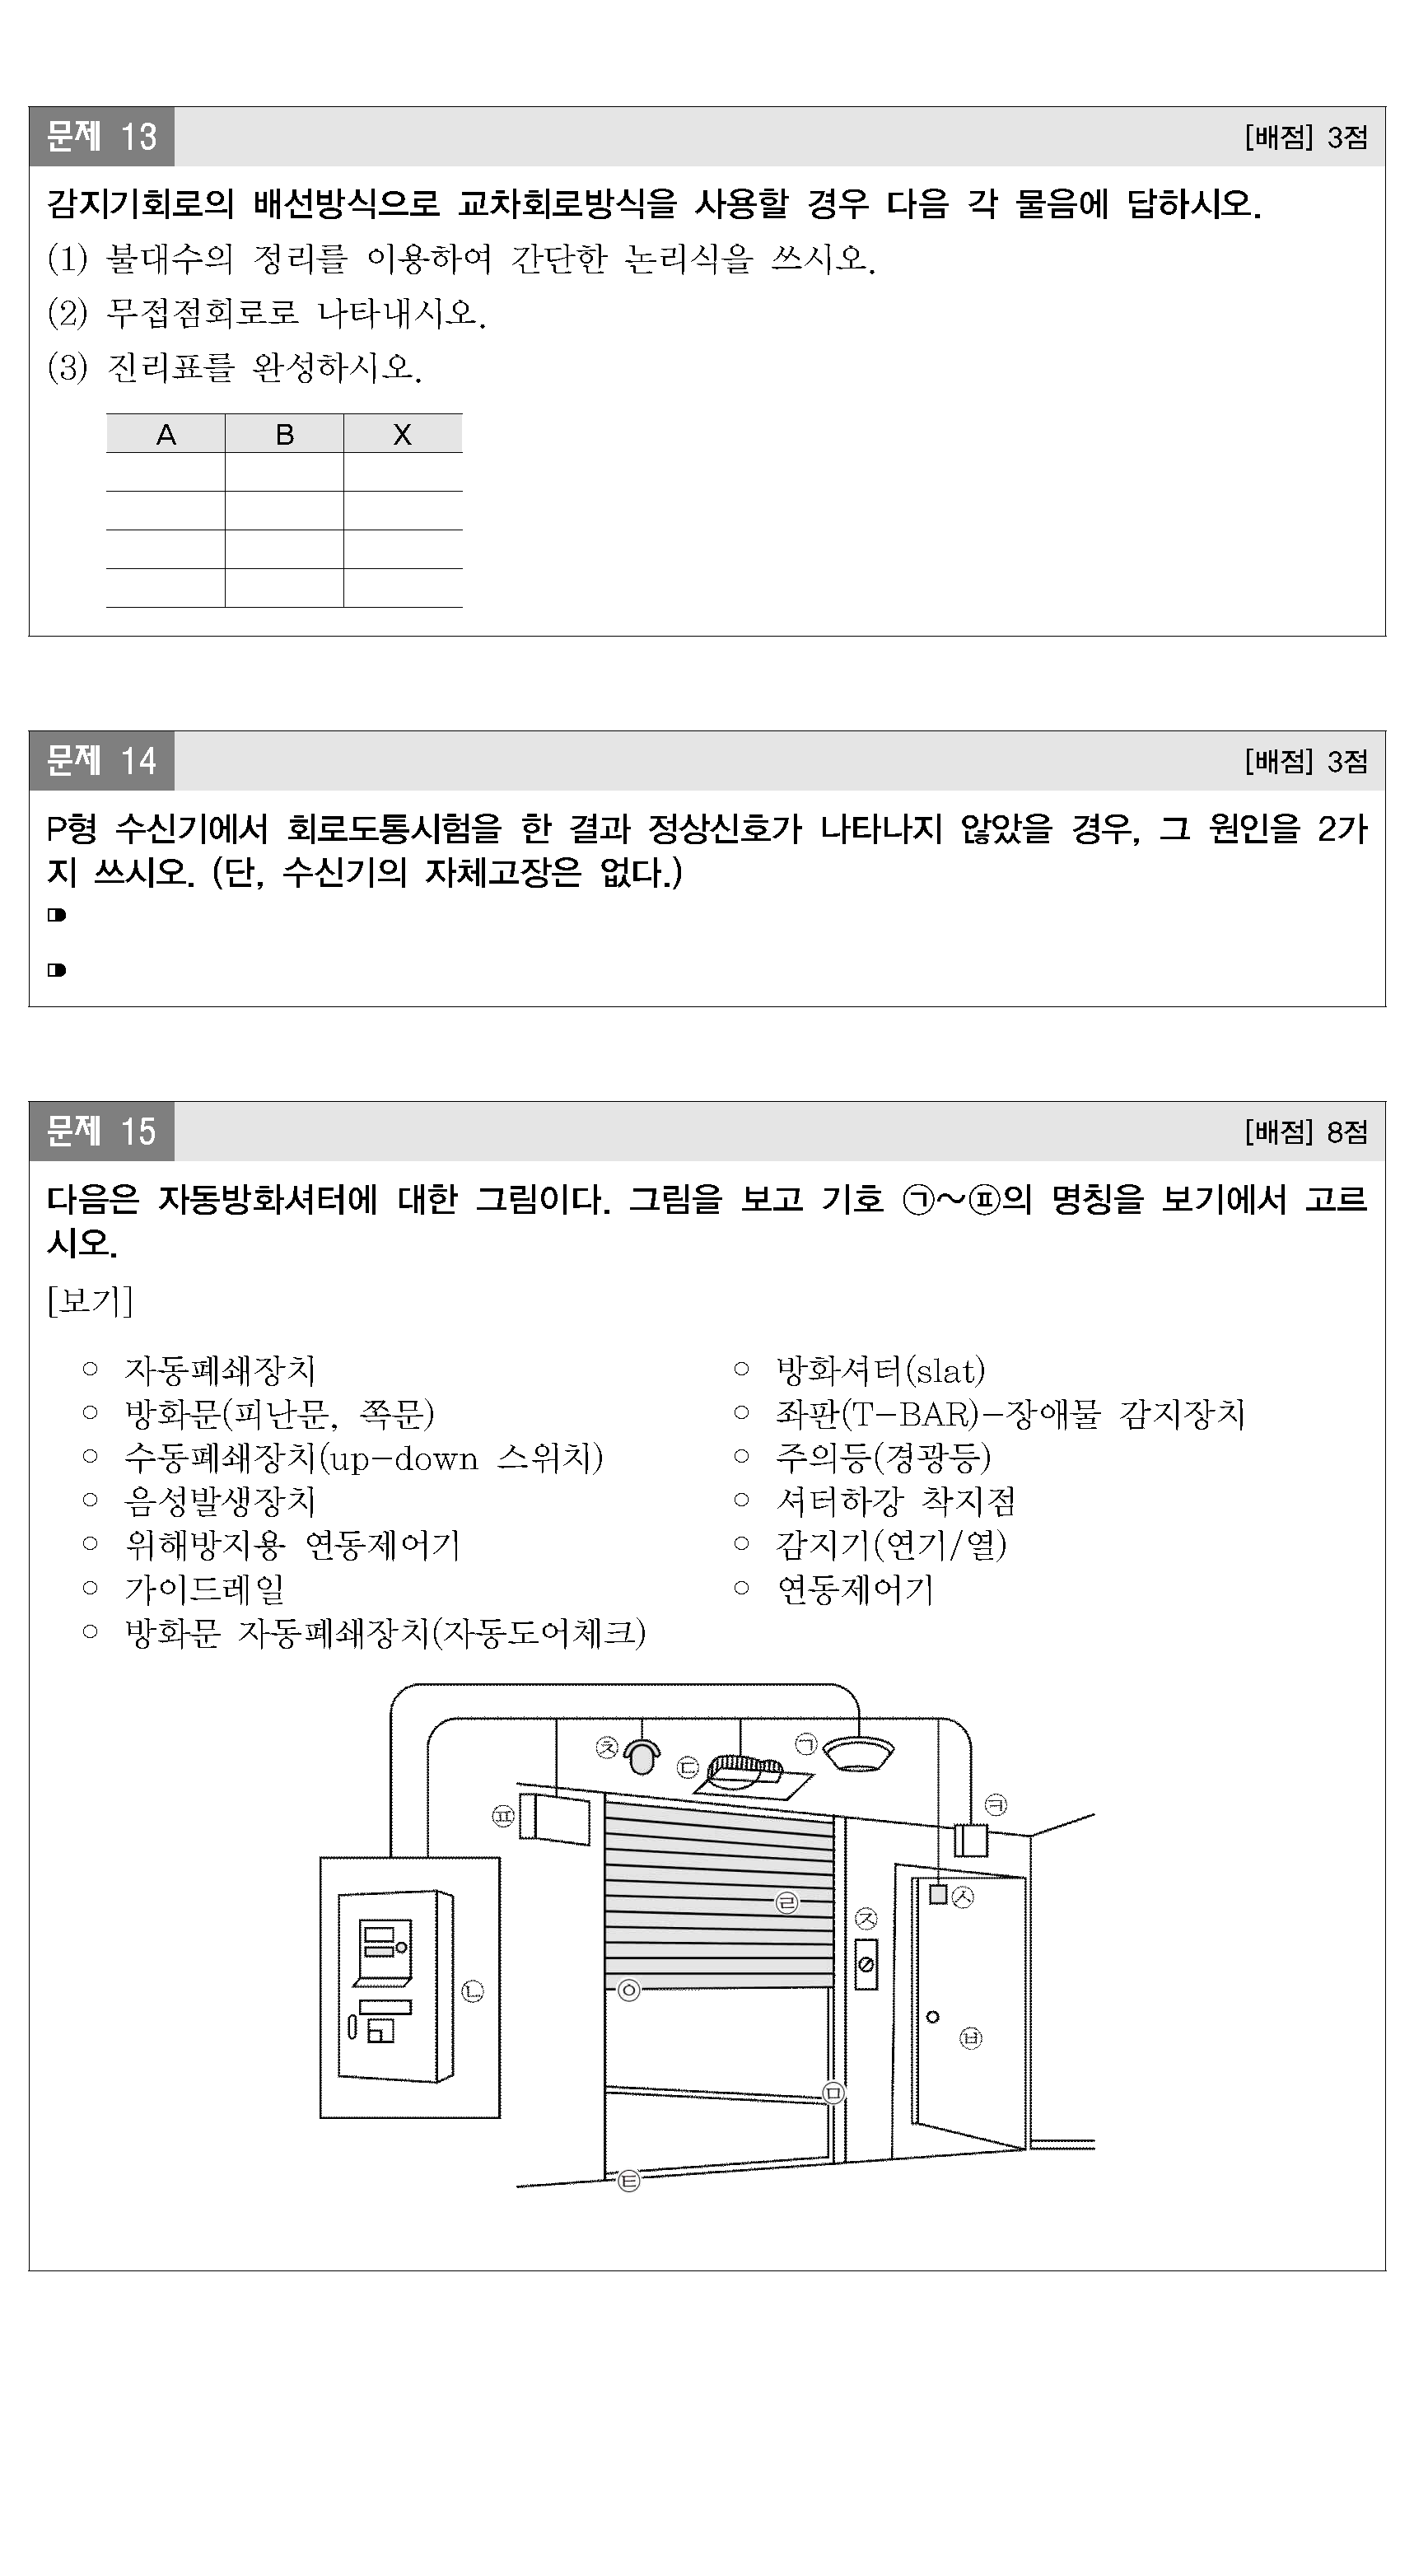 문제 13
[배점] 3점
감지기회로의 배선방식으로 교차회로방식을 사용할 경우 다음 각 물음에 답하시오.
(1) 불대수의 정리를 이용하여 간단한 논리식을 쓰시오.
(2) 무접점회로로 나타내시오.
(3) 진리표를 완성하시오.
A B X
문제 14
[배점] 3점
P형 수신기에서 회로도통시험을 한 결과 정상신호가 나타나지 않았을 경우, 그 원인을 2가
지 쓰시오. (단, 수신기의 자체고장은 없다.)
문제 15
[배점] 8점
다음은 자동방화셔터에 대한 그림이다. 그림을 보고 기호 ㉠~㉤의 명칭을 보기에서 고르
시오.
[보기]
○ 자동폐쇄장치
○ 방화셔터(slat)
○ 방화문(피난문, 쪽문)
○ 좌판(T-BAR)-장애물 감지장치
○ 수동폐쇄장치(up-down 스위치)
○ 주의등(경광등)
○ 음성발생장치
○ 셔터하강 착지점
○ 위해방지용 연동제어기
○ 감지기(연기/열)
○ 가이드레일
○ 연동제어기
○ 방화문 자동폐쇄장치(자동도어체크)
㉩
㉢
㉠
㉪
㉭
㉣
㉦
㉨
㉡
㉧
㉥
㉤
㉫